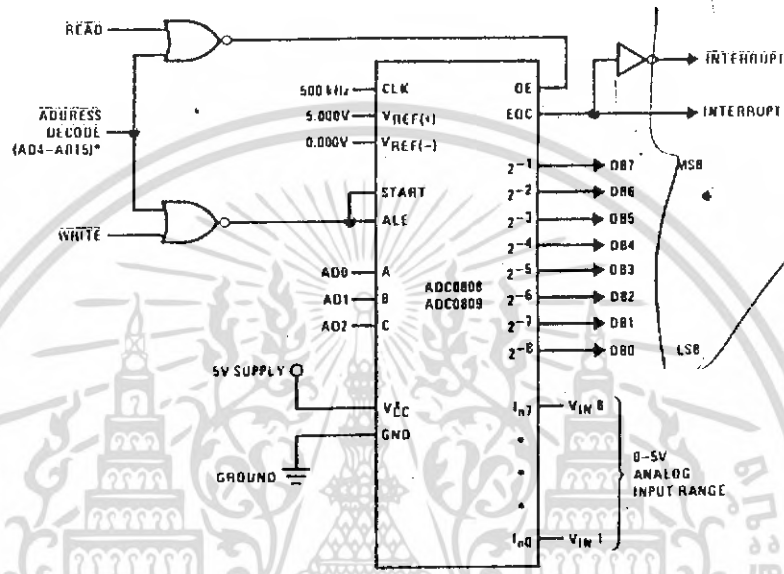 READ
ADDRESS
DECODE
(AD4-AD15)*
WRITE
500 kHz
5.000V
0.000V
CLK
VREF(+)
VREF(-)
START
ALE
AD0
AD1
AD2
A
B
C
5V SUPPLY
VCC
GND
GROUND
ADC0808
ADC0809
OE
EOC
INTERRUPT
INTERRUPT
2-1 DB7 MSB
2-2 DB6
2-3 DB5
2-4 DB4
2-5 DB3
2-6 DB2
2-7 DB1
2-8 DB0 LSB
In7 VIN 8
In0 VIN 1
0-5V
ANALOG
INPUT RANGE